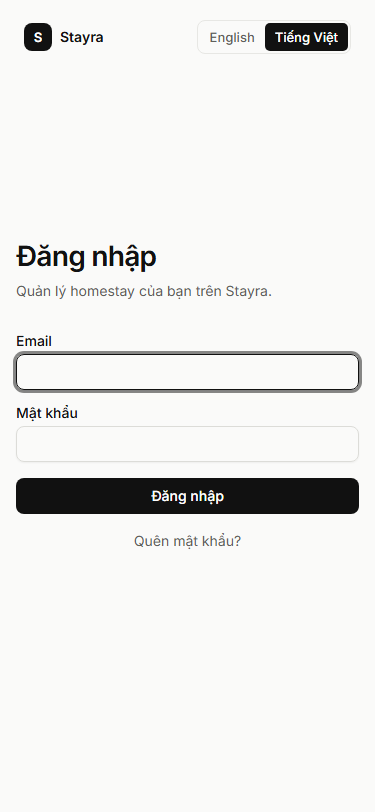 S Stayra English Tiếng Việt
Đăng nhập
Quản lý homestay của bạn trên Stayra.
Email
Mật khẩu
Đăng nhập
Quên mật khẩu?